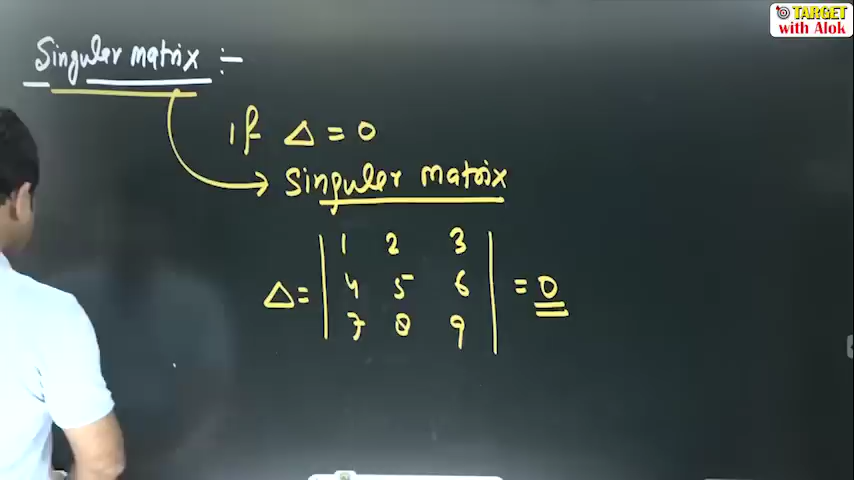 TARGET
with Alok
Singuler matrix :-
if Δ = 0
Singuler matrix
1 2 3
Δ = 4 5 6 = 0
7 8 9